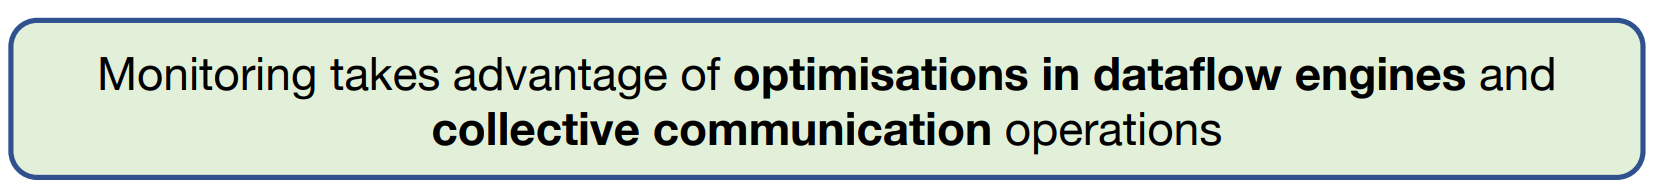 Monitoring takes advantage of optimisations in dataflow engines and
collective communication operations